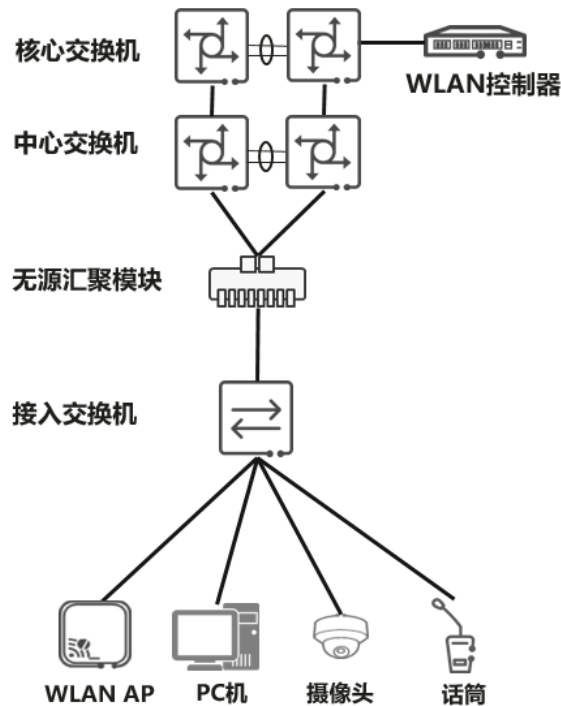 核心交换机
WLAN控制器
中心交换机
无源汇聚模块
接入交换机
WLAN AP
PC机
摄像头
话筒